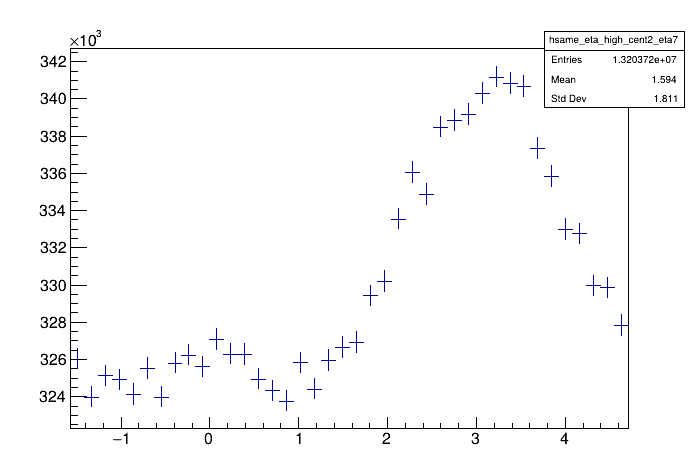 ×10³
hsame_eta_high_cent2_eta7
Entries 1.320372e+07
Mean 1.594
Std Dev 1.811
342
340
338
336
334
332
330
328
326
324
−1 0 1 2 3 4